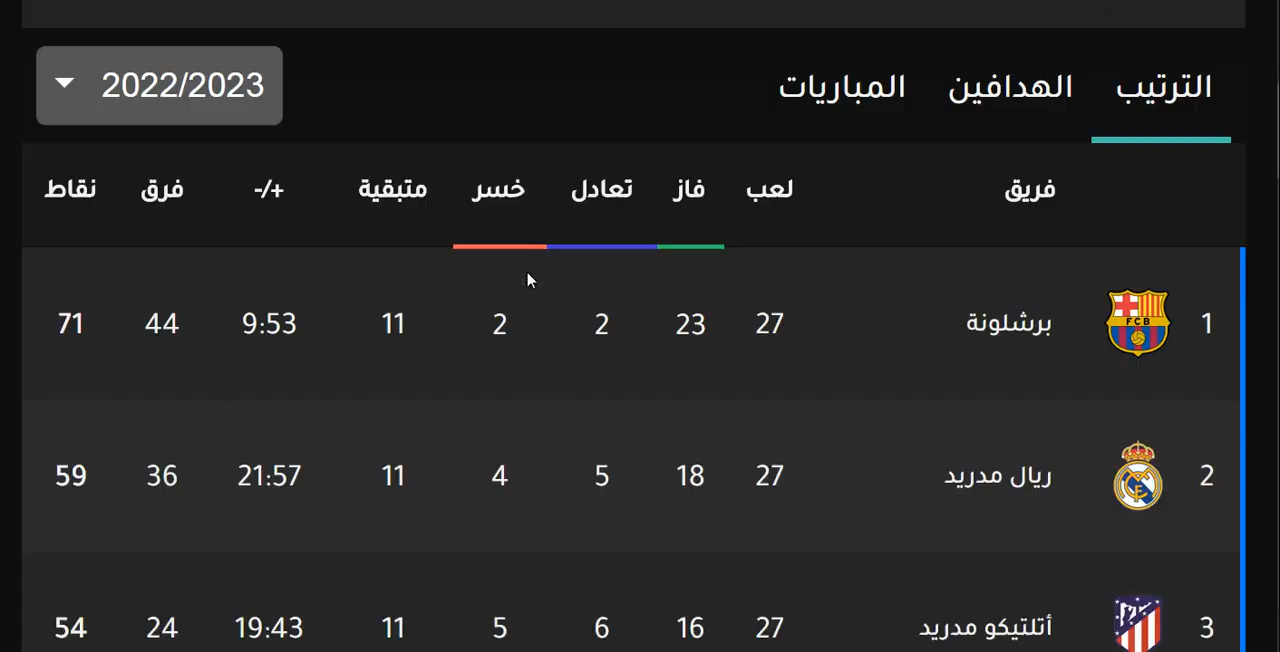 الترتيب الهدافين المباريات 2022/2023
فريق لعب فاز تعادل خسر متبقية +/- فرق نقاط
1 FCB برشلونة 27 23 2 2 11 9:53 44 71
2 ريال مدريد 27 18 5 4 11 21:57 36 59
3 أتلتيكو مدريد 27 16 6 5 11 19:43 24 54